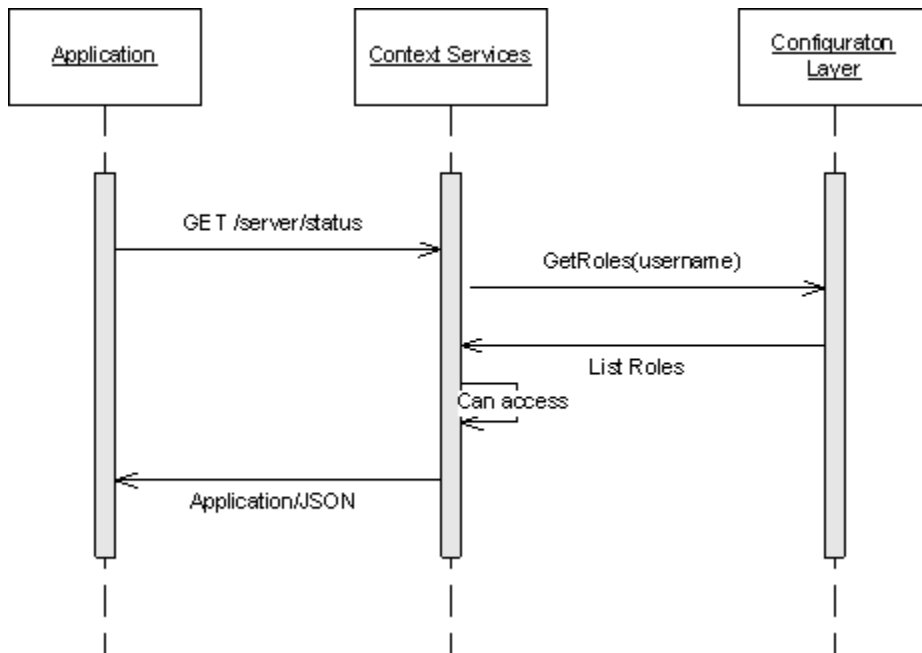 Application
Context Services
Configuraton
Layer
GET /server/status
GetRoles(username)
List Roles
Can access
Application/JSON